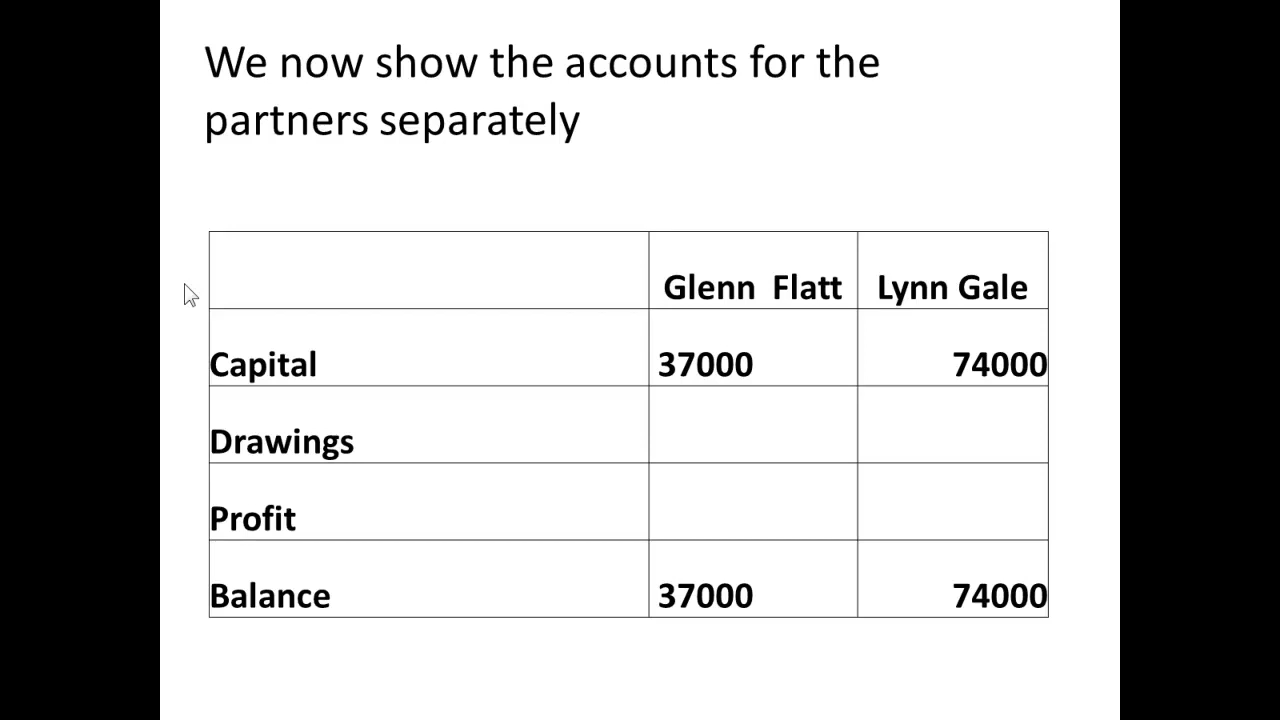 We now show the accounts for the
partners separately
Glenn Flatt Lynn Gale
Capital 37000 74000
Drawings
Profit
Balance 37000 74000